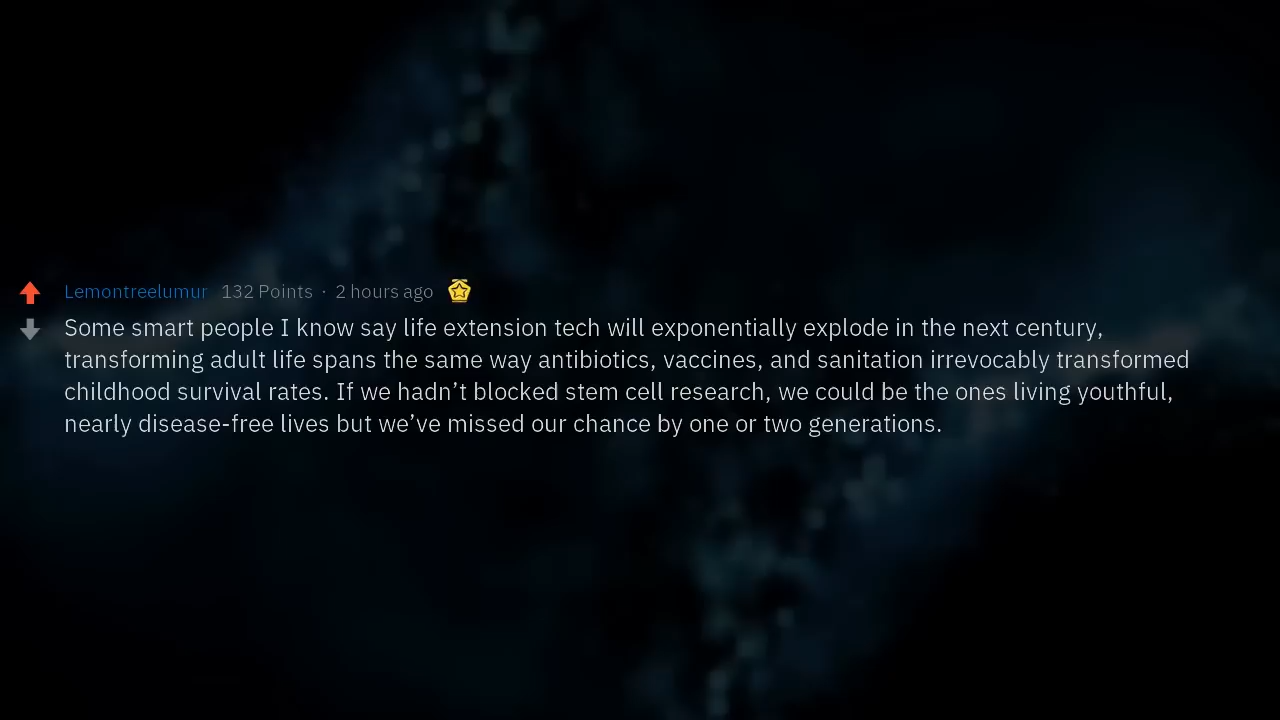 Lemontreelumur 132 Points · 2 hours ago
Some smart people I know say life extension tech will exponentially explode in the next century,
transforming adult life spans the same way antibiotics, vaccines, and sanitation irrevocably transformed
childhood survival rates. If we hadn’t blocked stem cell research, we could be the ones living youthful,
nearly disease-free lives but we’ve missed our chance by one or two generations.